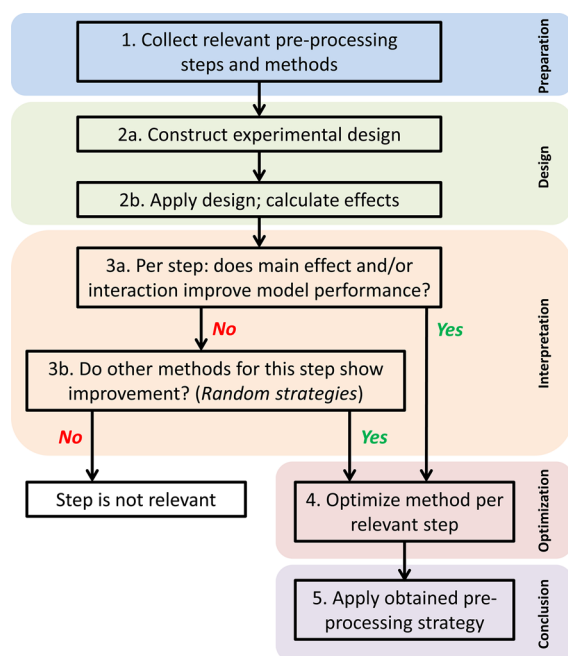 1. Collect relevant pre-processing
steps and methods
Preparation
2a. Construct experimental design
2b. Apply design; calculate effects
Design
3a. Per step: does main effect and/or
interaction improve model performance?
No
Yes
3b. Do other methods for this step show
improvement? (Random strategies)
Interpretation
No
Yes
Step is not relevant
4. Optimize method per
relevant step
Optimization
5. Apply obtained pre-
processing strategy
Conclusion